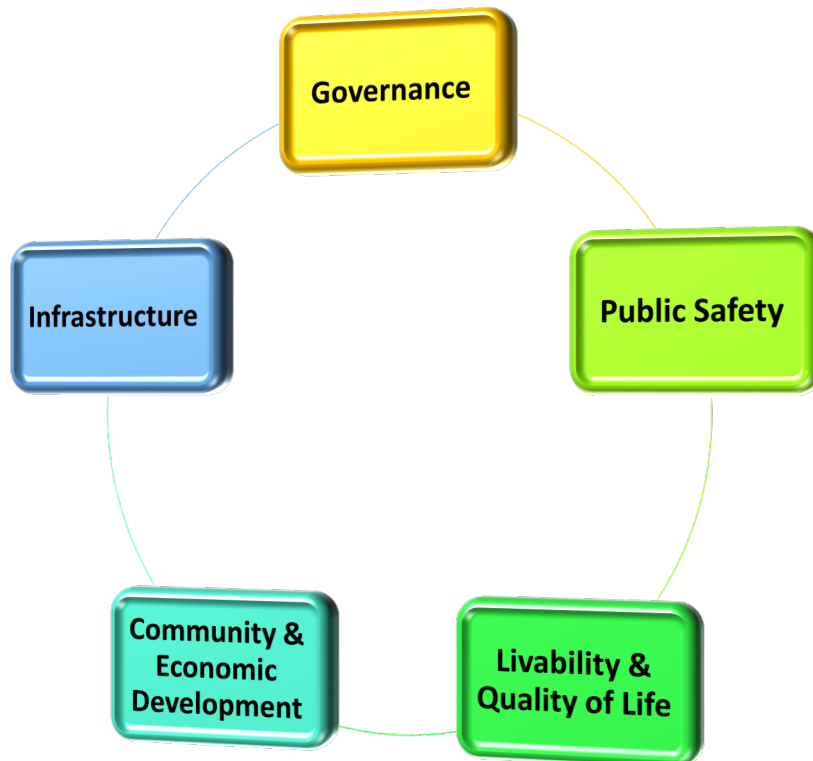 Governance
Public Safety
Livability &
Quality of Life
Community &
Economic
Development
Infrastructure